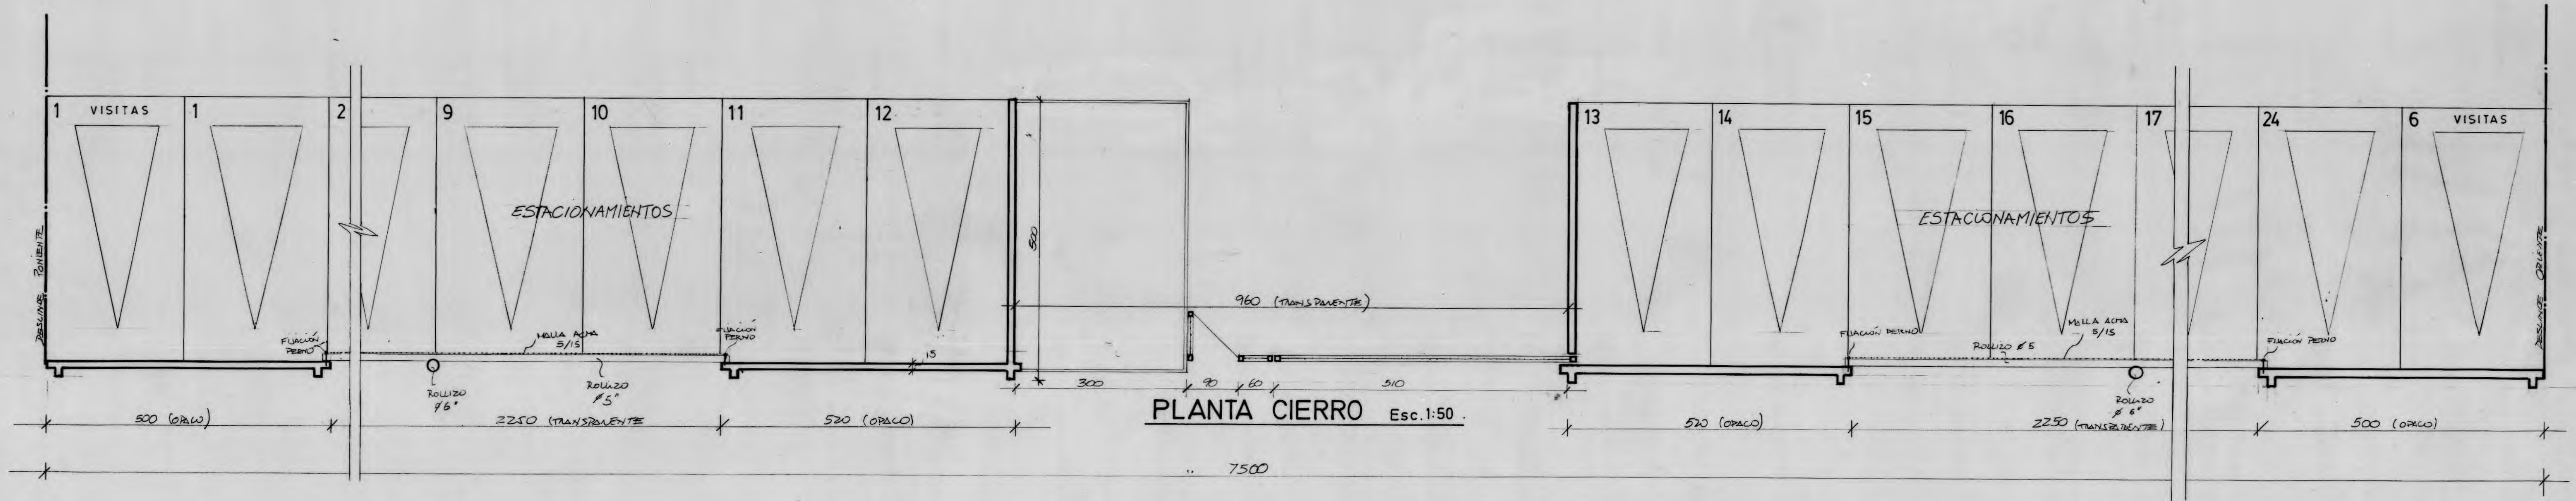 1 VISITAS
1
2
9
10
11
12
13
14
15
16
17
24
6 VISITAS
ESTACIONAMIENTOS
ESTACIONAMIENTOS
DESLINDE PONIENTE
DESLINDE ORIENTE
500
960 (TRANSPARENTE)
FIJACIÓN
PERNO
MALLA ACMA
5/15
FIJACIÓN
PERNO
FIJACIÓN PERNO
ROLLIZO ø 5
MALLA ACMA
5/15
FIJACIÓN PERNO
15
ROLLIZO
ø6"
ROLLIZO
ø5"
300
90
60
510
ROLLIZO
ø 6"
PLANTA CIERRO Esc.1:50.
500 (OPACO)
2250 (TRANSPARENTE
520 (OPACO)
520 (OPACO)
2250 (TRANSPARENTE)
500 (OPACO)
7500